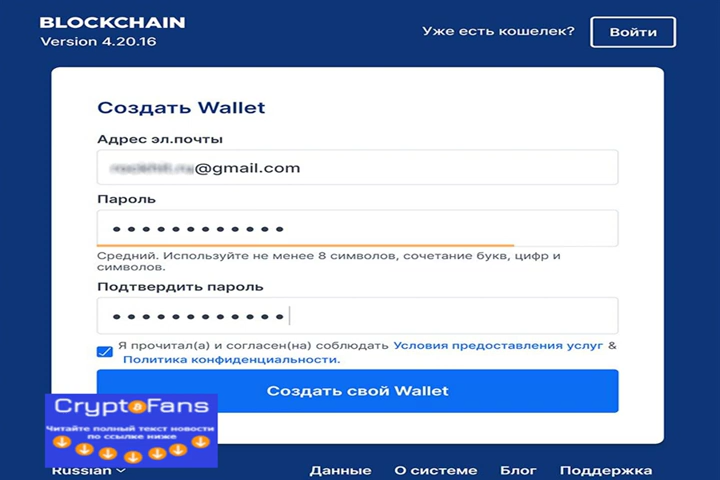 BLOCKCHAIN
Version 4.20.16
Уже есть кошелек?
Войти
Создать Wallet
Адрес эл.почты
@gmail.com
Пароль
Средний. Используйте не менее 8 символов, сочетание букв, цифр и
символов.
Подтвердить пароль
Я прочитал(а) и согласен(на) соблюдать Условия предоставления услуг &
Политика конфиденциальности.
Создать свой Wallet
CryptoFans
Читайте полный текст новости
по ссылке ниже
Russian
Данные
О системе
Блог
Поддержка